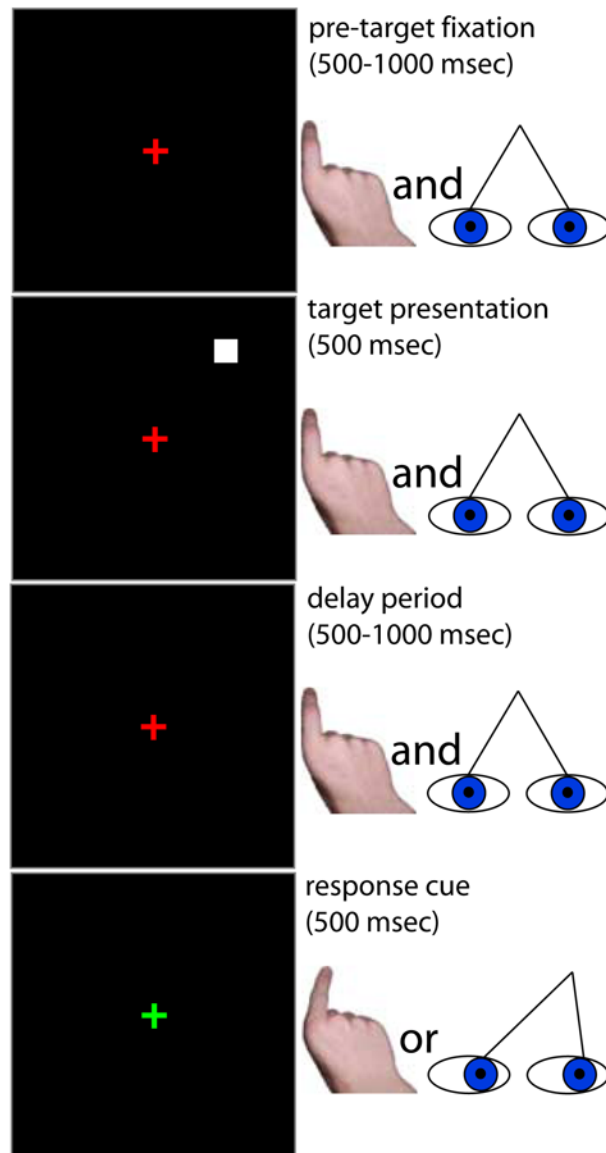 pre-target fixation
(500-1000 msec)
and
target presentation
(500 msec)
and
delay period
(500-1000 msec)
and
response cue
(500 msec)
or